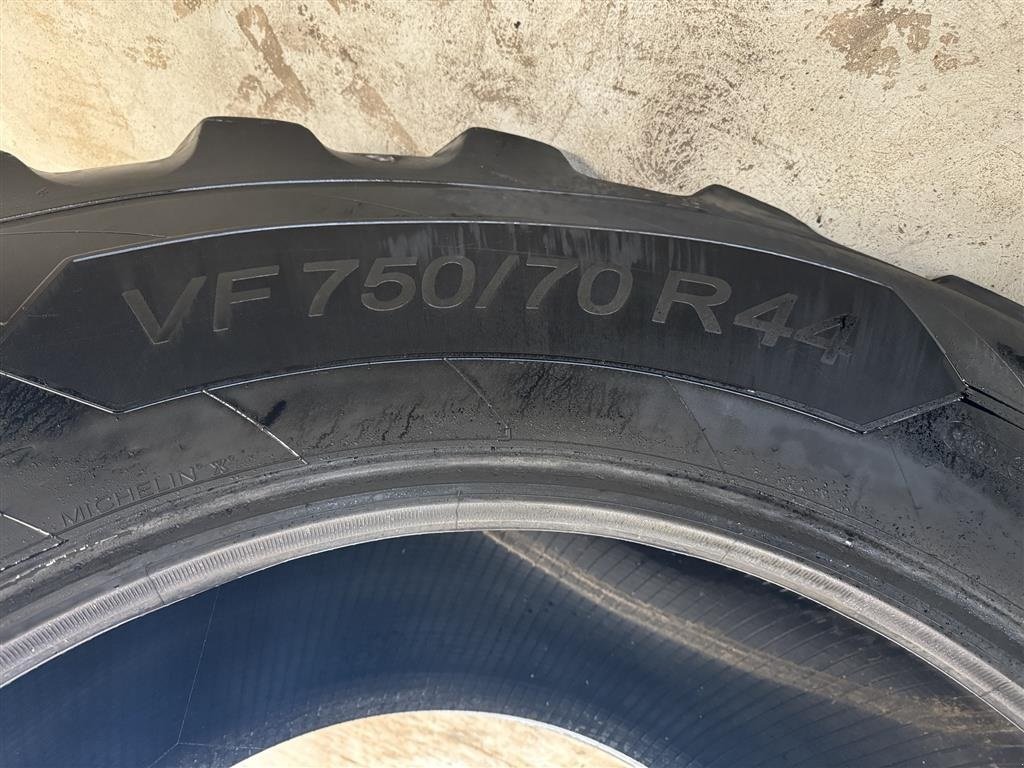 VF 750/70 R44
MICHELIN® X®